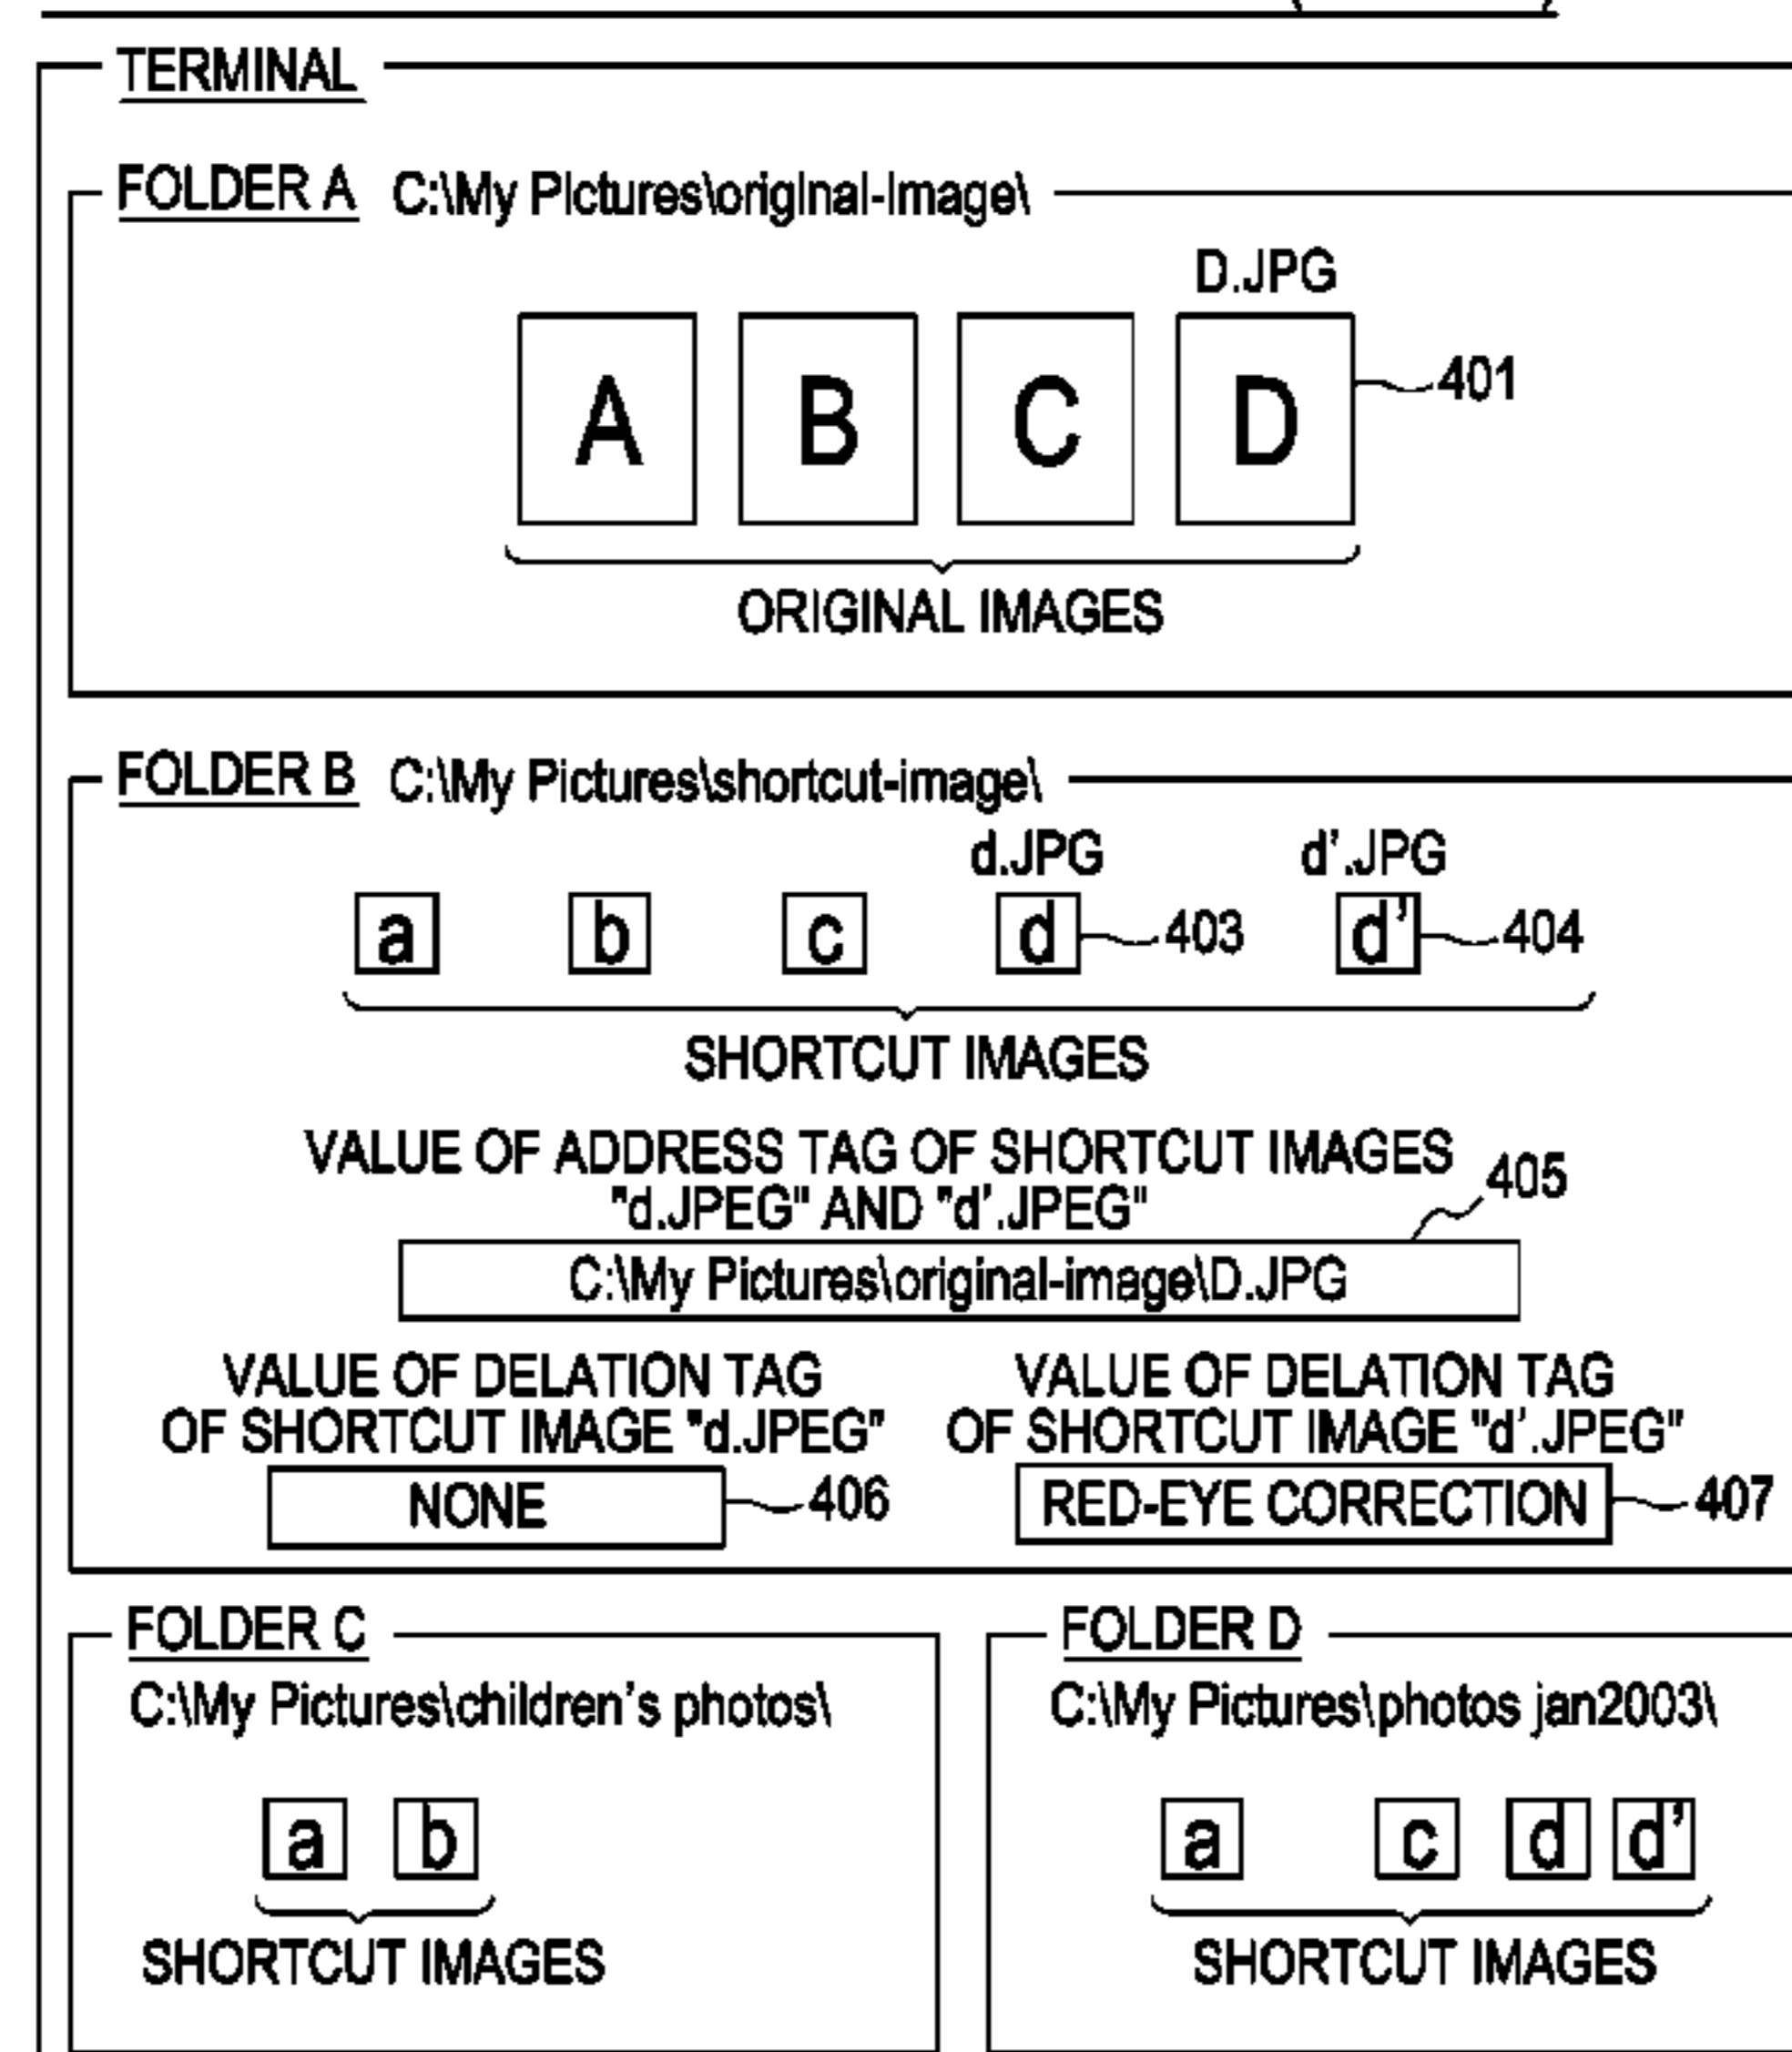 TERMINAL
FOLDER A C:\My Pictures\original-image\
D.JPG
A B C D 401
ORIGINAL IMAGES
FOLDER B C:\My Pictures\shortcut-image\
d.JPG d'.JPG
a b c d 403 d' 404
SHORTCUT IMAGES
VALUE OF ADDRESS TAG OF SHORTCUT IMAGES
"d.JPEG" AND "d'.JPEG"
405
C:\My Pictures\original-image\D.JPG
VALUE OF DELATION TAG
OF SHORTCUT IMAGE "d.JPEG"
NONE 406
VALUE OF DELATION TAG
OF SHORTCUT IMAGE "d'.JPEG"
RED-EYE CORRECTION 407
FOLDER C
C:\My Pictures\children's photos\
a b
SHORTCUT IMAGES
FOLDER D
C:\My Pictures\photos jan2003\
a c d d'
SHORTCUT IMAGES